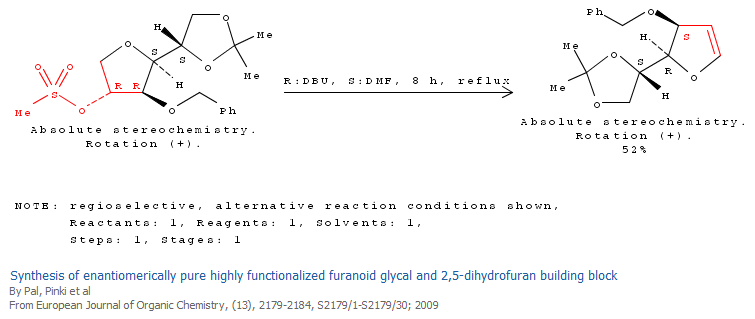 H
O
O
Me
Me
O
S
S
H
R
R
O
O
S
Me
O
O
Ph
Absolute stereochemistry.
Rotation (+).
R:DBU, S:DMF, 8 h, reflux
Ph
O
H
S
R
O
Me
Me
O
O
S
H
Absolute stereochemistry.
Rotation (+).
52%
NOTE: regioselective, alternative reaction conditions shown,
Reactants: 1, Reagents: 1, Solvents: 1,
Steps: 1, Stages: 1
Synthesis of enantiomerically pure highly functionalized furanoid glycal and 2,5-dihydrofuran building block
By Pal, Pinki et al
From European Journal of Organic Chemistry, (13), 2179-2184, S2179/1-S2179/30; 2009